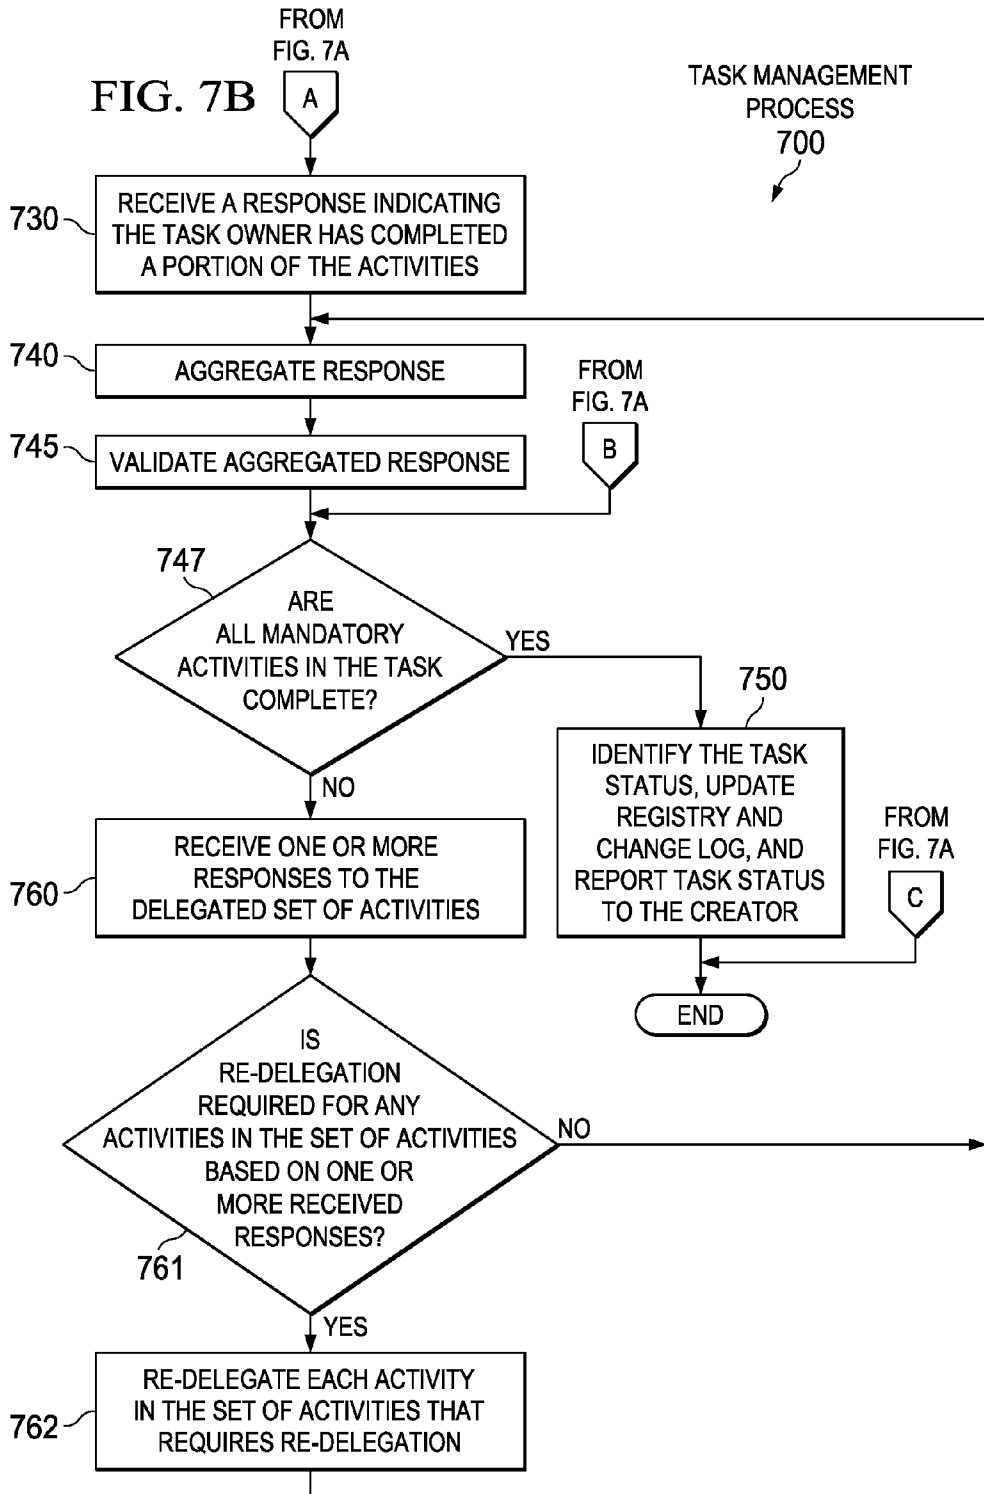 FROM
FIG. 7A
FIG. 7B
A
TASK MANAGEMENT
PROCESS
700
730
RECEIVE A RESPONSE INDICATING
THE TASK OWNER HAS COMPLETED
A PORTION OF THE ACTIVITIES
740
AGGREGATE RESPONSE
FROM
FIG. 7A
B
745
VALIDATE AGGREGATED RESPONSE
747
ARE
ALL MANDATORY
ACTIVITIES IN THE TASK
COMPLETE?
YES
NO
750
IDENTIFY THE TASK
STATUS, UPDATE
REGISTRY AND
CHANGE LOG, AND
REPORT TASK STATUS
TO THE CREATOR
FROM
FIG. 7A
C
END
760
RECEIVE ONE OR MORE
RESPONSES TO THE
DELEGATED SET OF ACTIVITIES
IS
RE-DELEGATION
REQUIRED FOR ANY
ACTIVITIES IN THE SET OF ACTIVITIES
BASED ON ONE OR
MORE RECEIVED
RESPONSES?
NO
761
YES
762
RE-DELEGATE EACH ACTIVITY
IN THE SET OF ACTIVITIES THAT
REQUIRES RE-DELEGATION